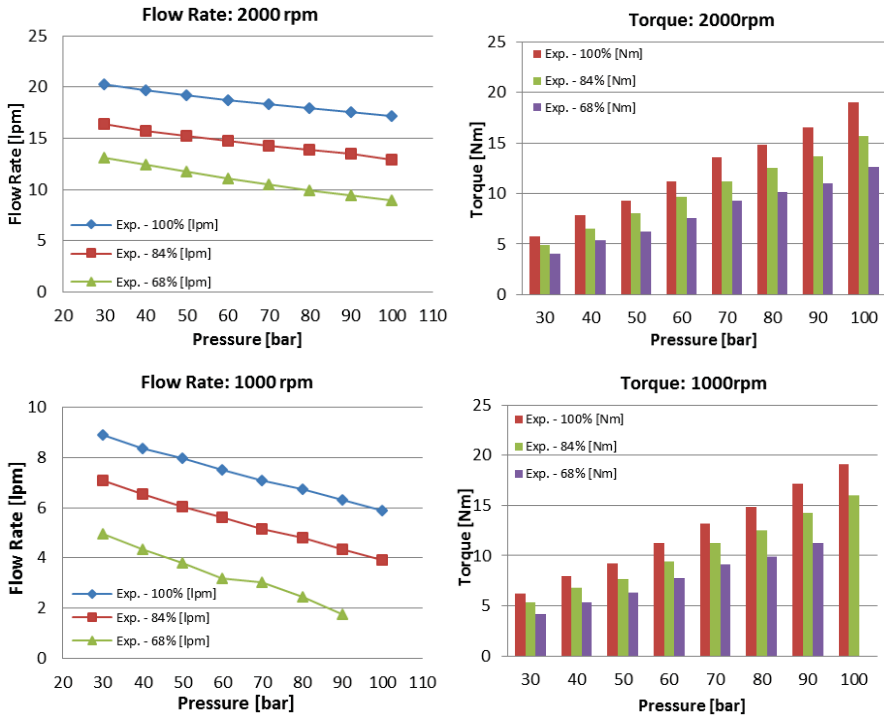 Flow Rate: 2000 rpm
25
20
15
10
5
0
Flow Rate [lpm]
Exp. - 100% [lpm]
Exp. - 84% [lpm]
Exp. - 68% [lpm]
20 30 40 50 60 70 80 90 100 110
Pressure [bar]
Torque: 2000rpm
25
20
15
10
5
0
Torque [Nm]
Exp. - 100% [Nm]
Exp. - 84% [Nm]
Exp. - 68% [Nm]
30 40 50 60 70 80 90 100
Pressure [bar]
Flow Rate: 1000 rpm
10
8
6
4
2
0
Flow Rate [lpm]
Exp. - 100% [lpm]
Exp. - 84% [lpm]
Exp. - 68% [lpm]
20 30 40 50 60 70 80 90 100 110
Pressure [bar]
Torque: 1000rpm
25
20
15
10
5
0
Torque [Nm]
Exp. - 100% [Nm]
Exp. - 84% [Nm]
Exp. - 68% [Nm]
30 40 50 60 70 80 90 100
Pressure [bar]